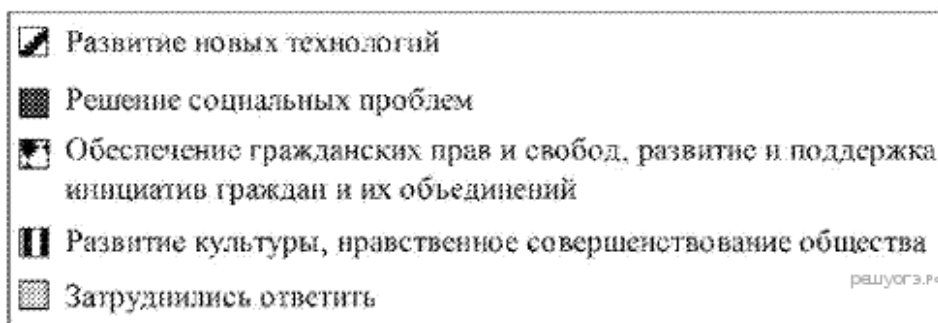 Развитие новых технологий
Решение социальных проблем
Обеспечение гражданских прав и свобод, развитие и поддержка
инициатив граждан и их объединений
Развитие культуры, нравственное совершенствование общества
Затруднились ответить